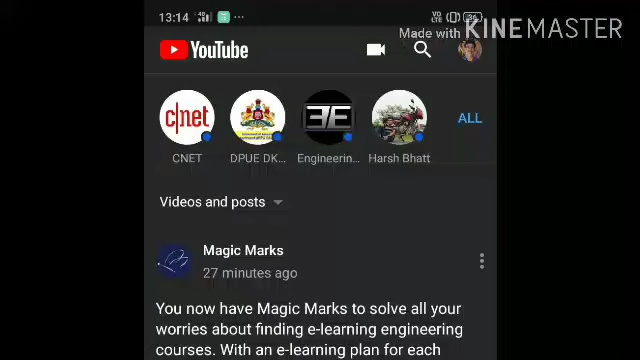 13:14
Made with KINEMASTER
YouTube
c|net
CNET
DPUE DK...
Engineerin...
Harsh Bhatt
ALL
Videos and posts
Magic Marks
27 minutes ago
You now have Magic Marks to solve all your
worries about finding e-learning engineering
courses. With an e-learning plan for each